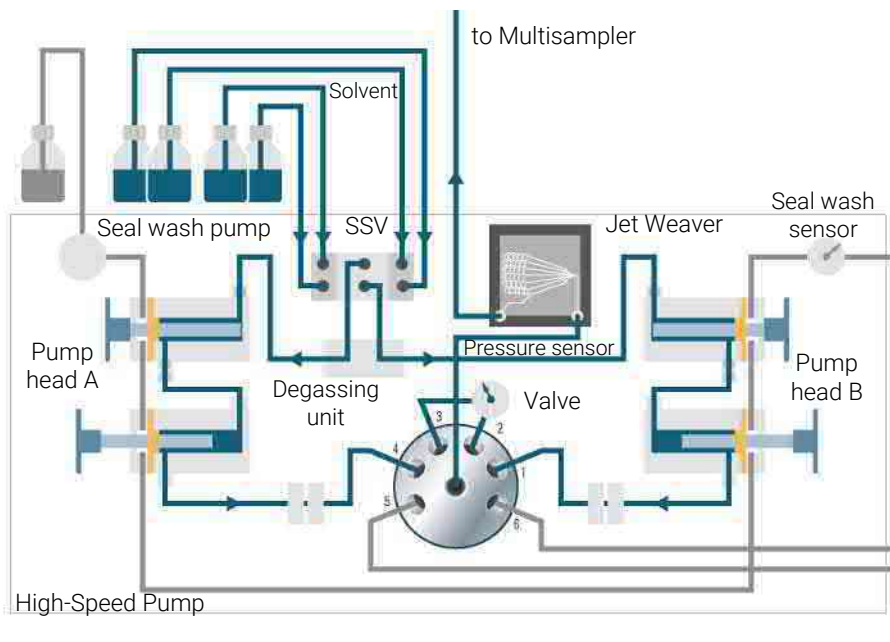 to Multisampler
Solvent
Seal wash pump
SSV
Jet Weaver
Seal wash
sensor
Pump
head A
Degassing
unit
Pressure sensor
Valve
Pump
head B
3
2
4
1
5
6
High-Speed Pump